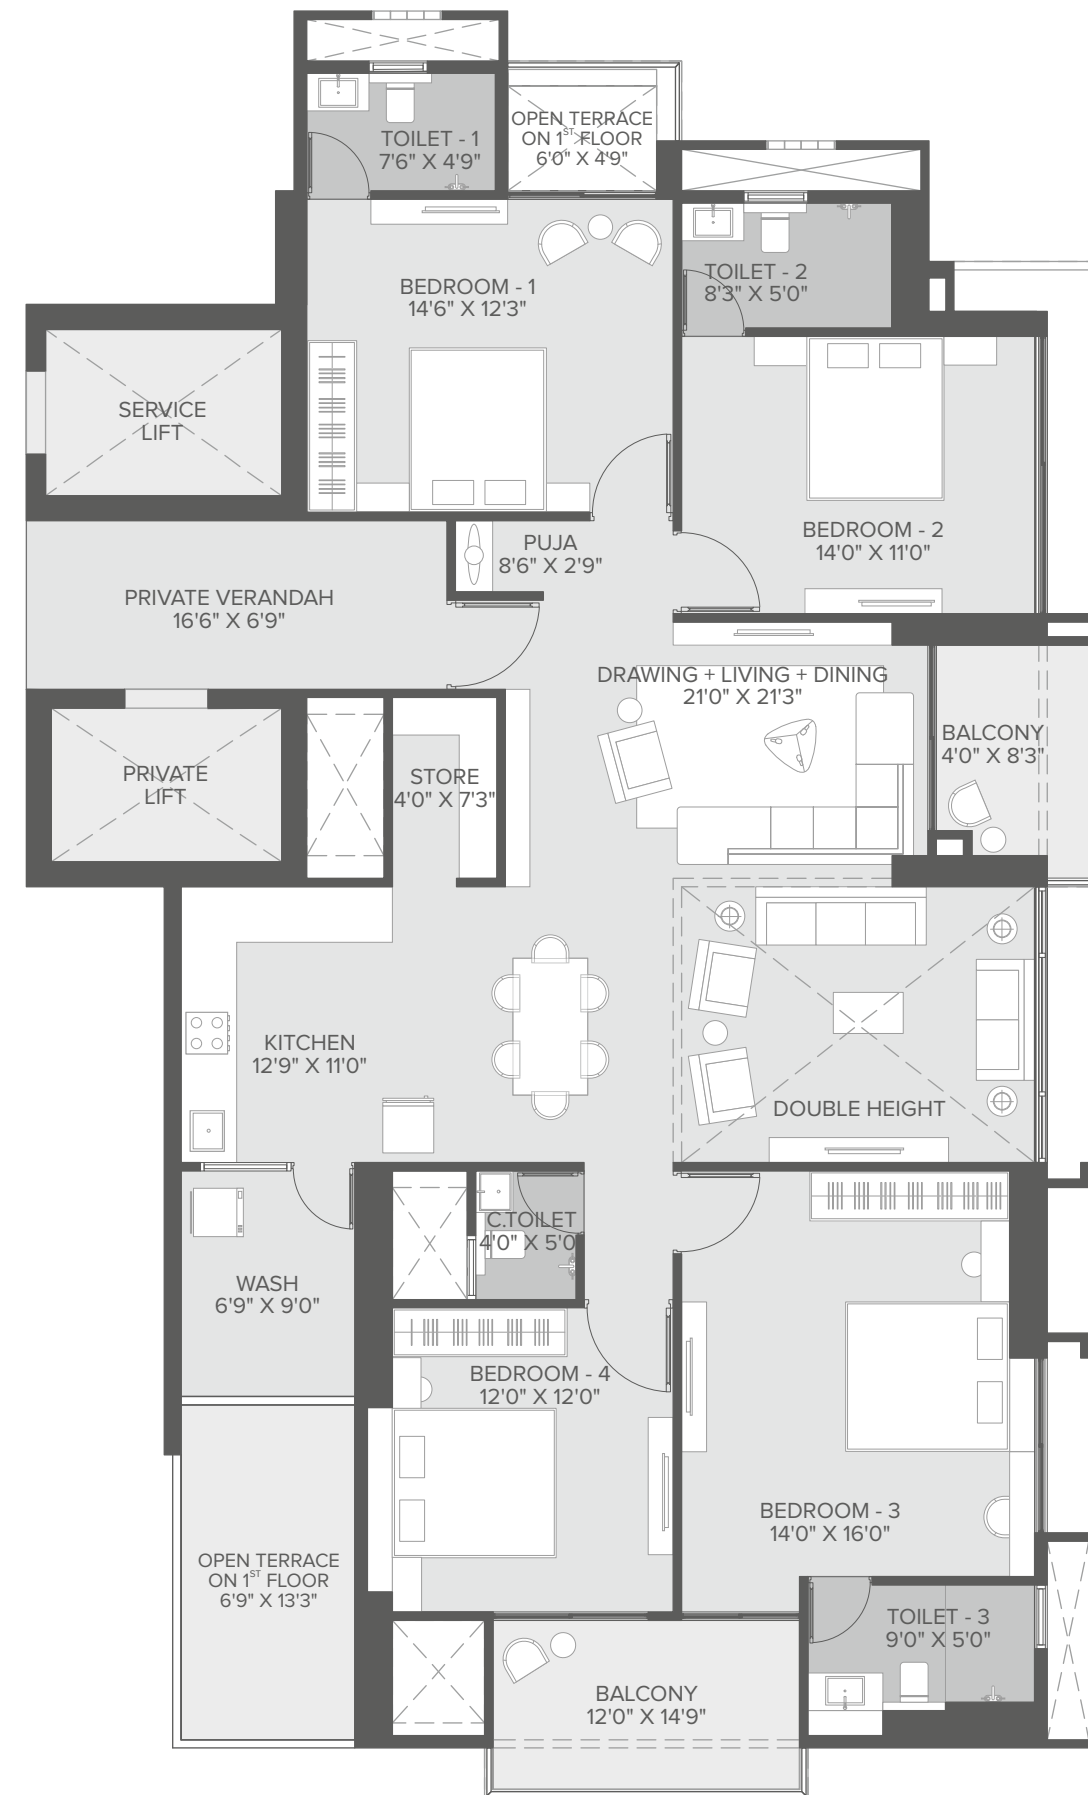 TOILET - 1
7'6" X 4'9"
OPEN TERRACE
ON 1ST FLOOR
6'0" X 4'9"
TOILET - 2
8'3" X 5'0"
BEDROOM - 1
14'6" X 12'3"
SERVICE
LIFT
BEDROOM - 2
14'0" X 11'0"
PUJA
8'6" X 2'9"
PRIVATE VERANDAH
16'6" X 6'9"
DRAWING + LIVING + DINING
21'0" X 21'3"
BALCONY
4'0" X 8'3"
PRIVATE
LIFT
STORE
4'0" X 7'3"
KITCHEN
12'9" X 11'0"
DOUBLE HEIGHT
C.TOILET
4'0" X 5'0
WASH
6'9" X 9'0"
BEDROOM - 4
12'0" X 12'0"
BEDROOM - 3
14'0" X 16'0"
OPEN TERRACE
ON 1ST FLOOR
6'9" X 13'3"
TOILET - 3
9'0" X 5'0"
BALCONY
12'0" X 14'9"